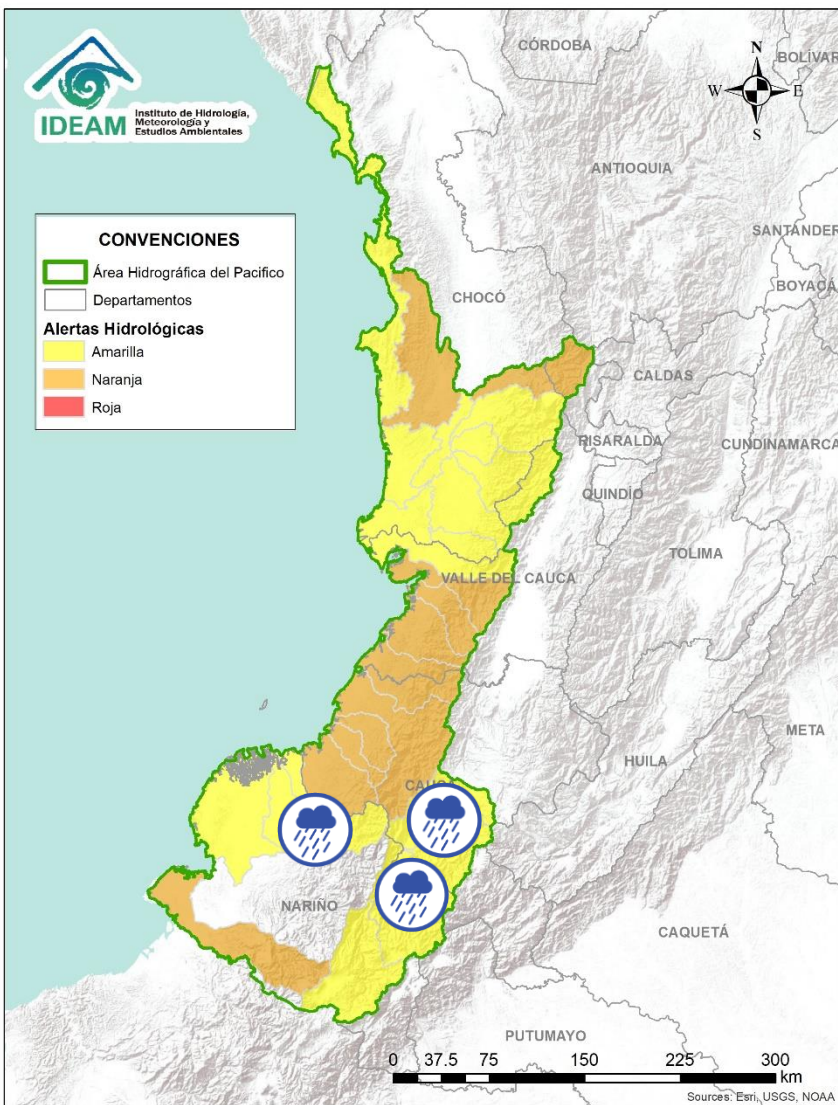 IDEAM
Instituto de Hidrología,
Meteorología y
Estudios Ambientales
CÓRDOBA
BOLÍVAR
N
W
E
S
ANTIOQUIA
SANTANDER
BOYACÁ
CONVENCIONES
Área Hidrográfica del Pacifico
Departamentos
Alertas Hidrológicas
Amarilla
Naranja
Roja
CHOCÓ
CALDAS
RISARALDA
CUNDINAMARCA
QUINDÍO
TOLIMA
VALLE DEL CAUCA
META
HUILA
CAUCA
NARIÑO
CAQUETÁ
PUTUMAYO
0 37.5 75 150 225 300
km
Sources: Esri, USGS, NOAA